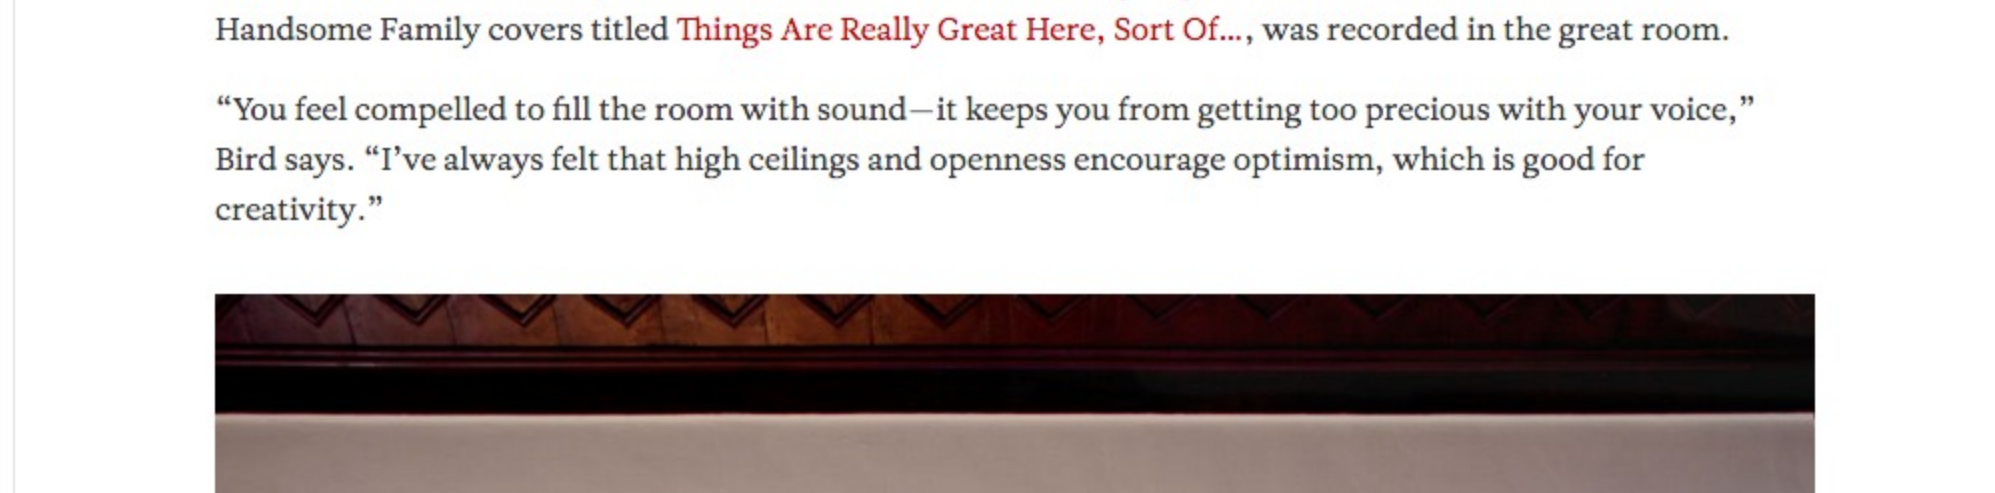 Handsome Family covers titled Things Are Really Great Here, Sort Of…, was recorded in the great room.
“You feel compelled to fill the room with sound—it keeps you from getting too precious with your voice,”
Bird says. “I’ve always felt that high ceilings and openness encourage optimism, which is good for
creativity.”